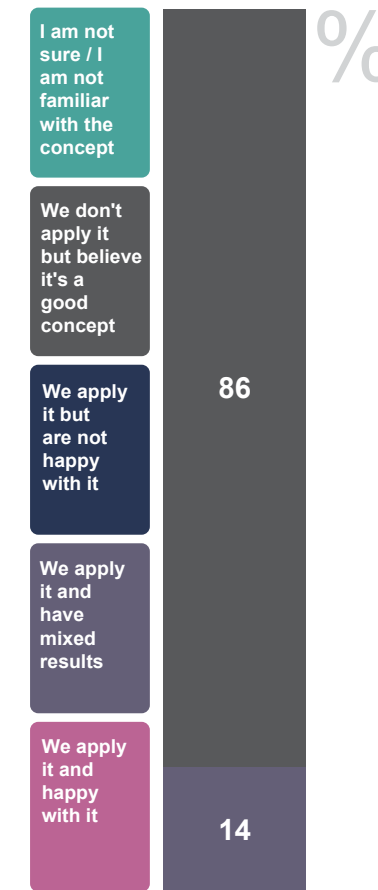 I am not
sure / I
am not
familiar
with the
concept
%
We don't
apply it
but believe
it's a
good
concept
We apply
it but
are not
happy
with it
86
We apply
it and
have
mixed
results
We apply
it and
happy
with it
14